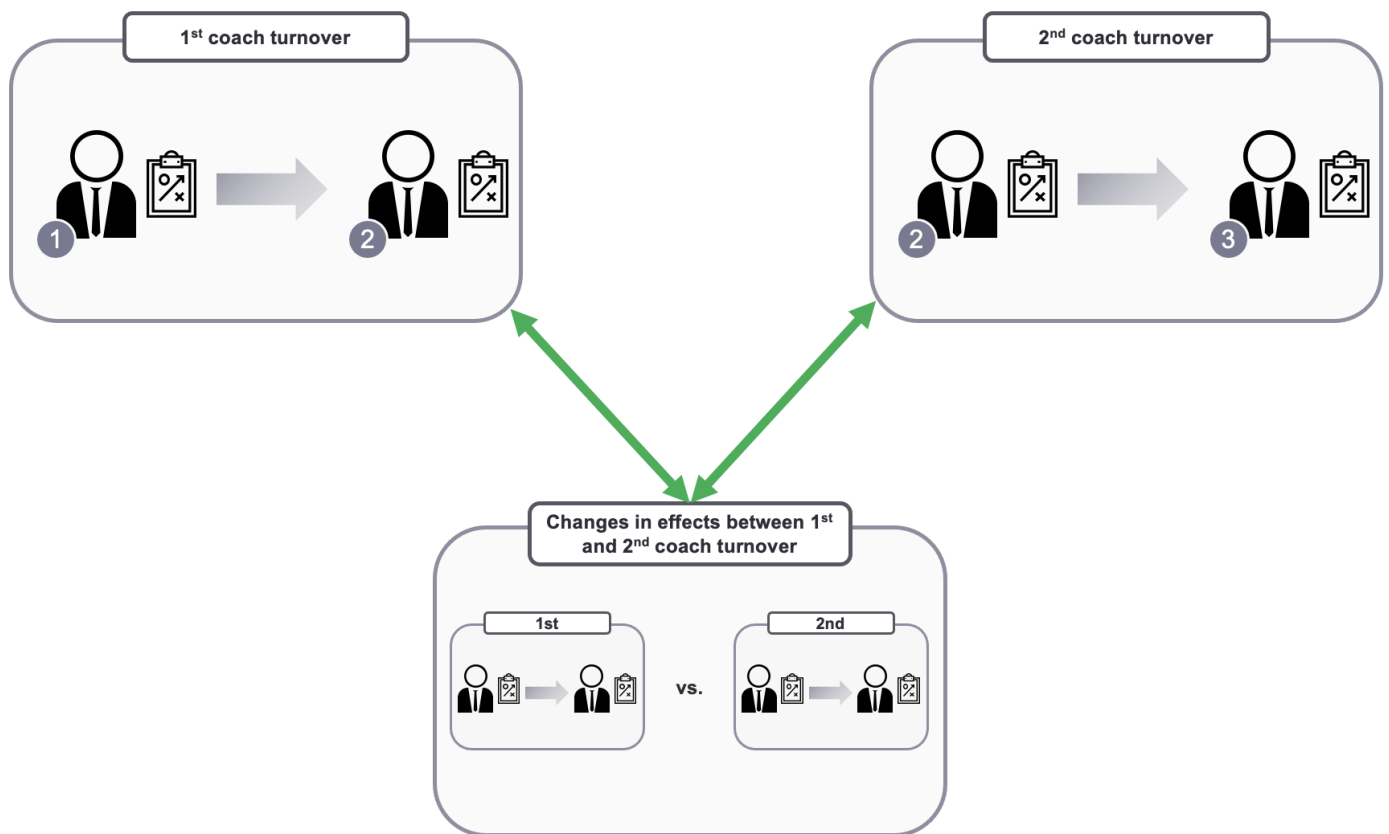 1st coach turnover
2nd coach turnover
1
2
2
3
Changes in effects between 1st
and 2nd coach turnover
1st
2nd
vs.